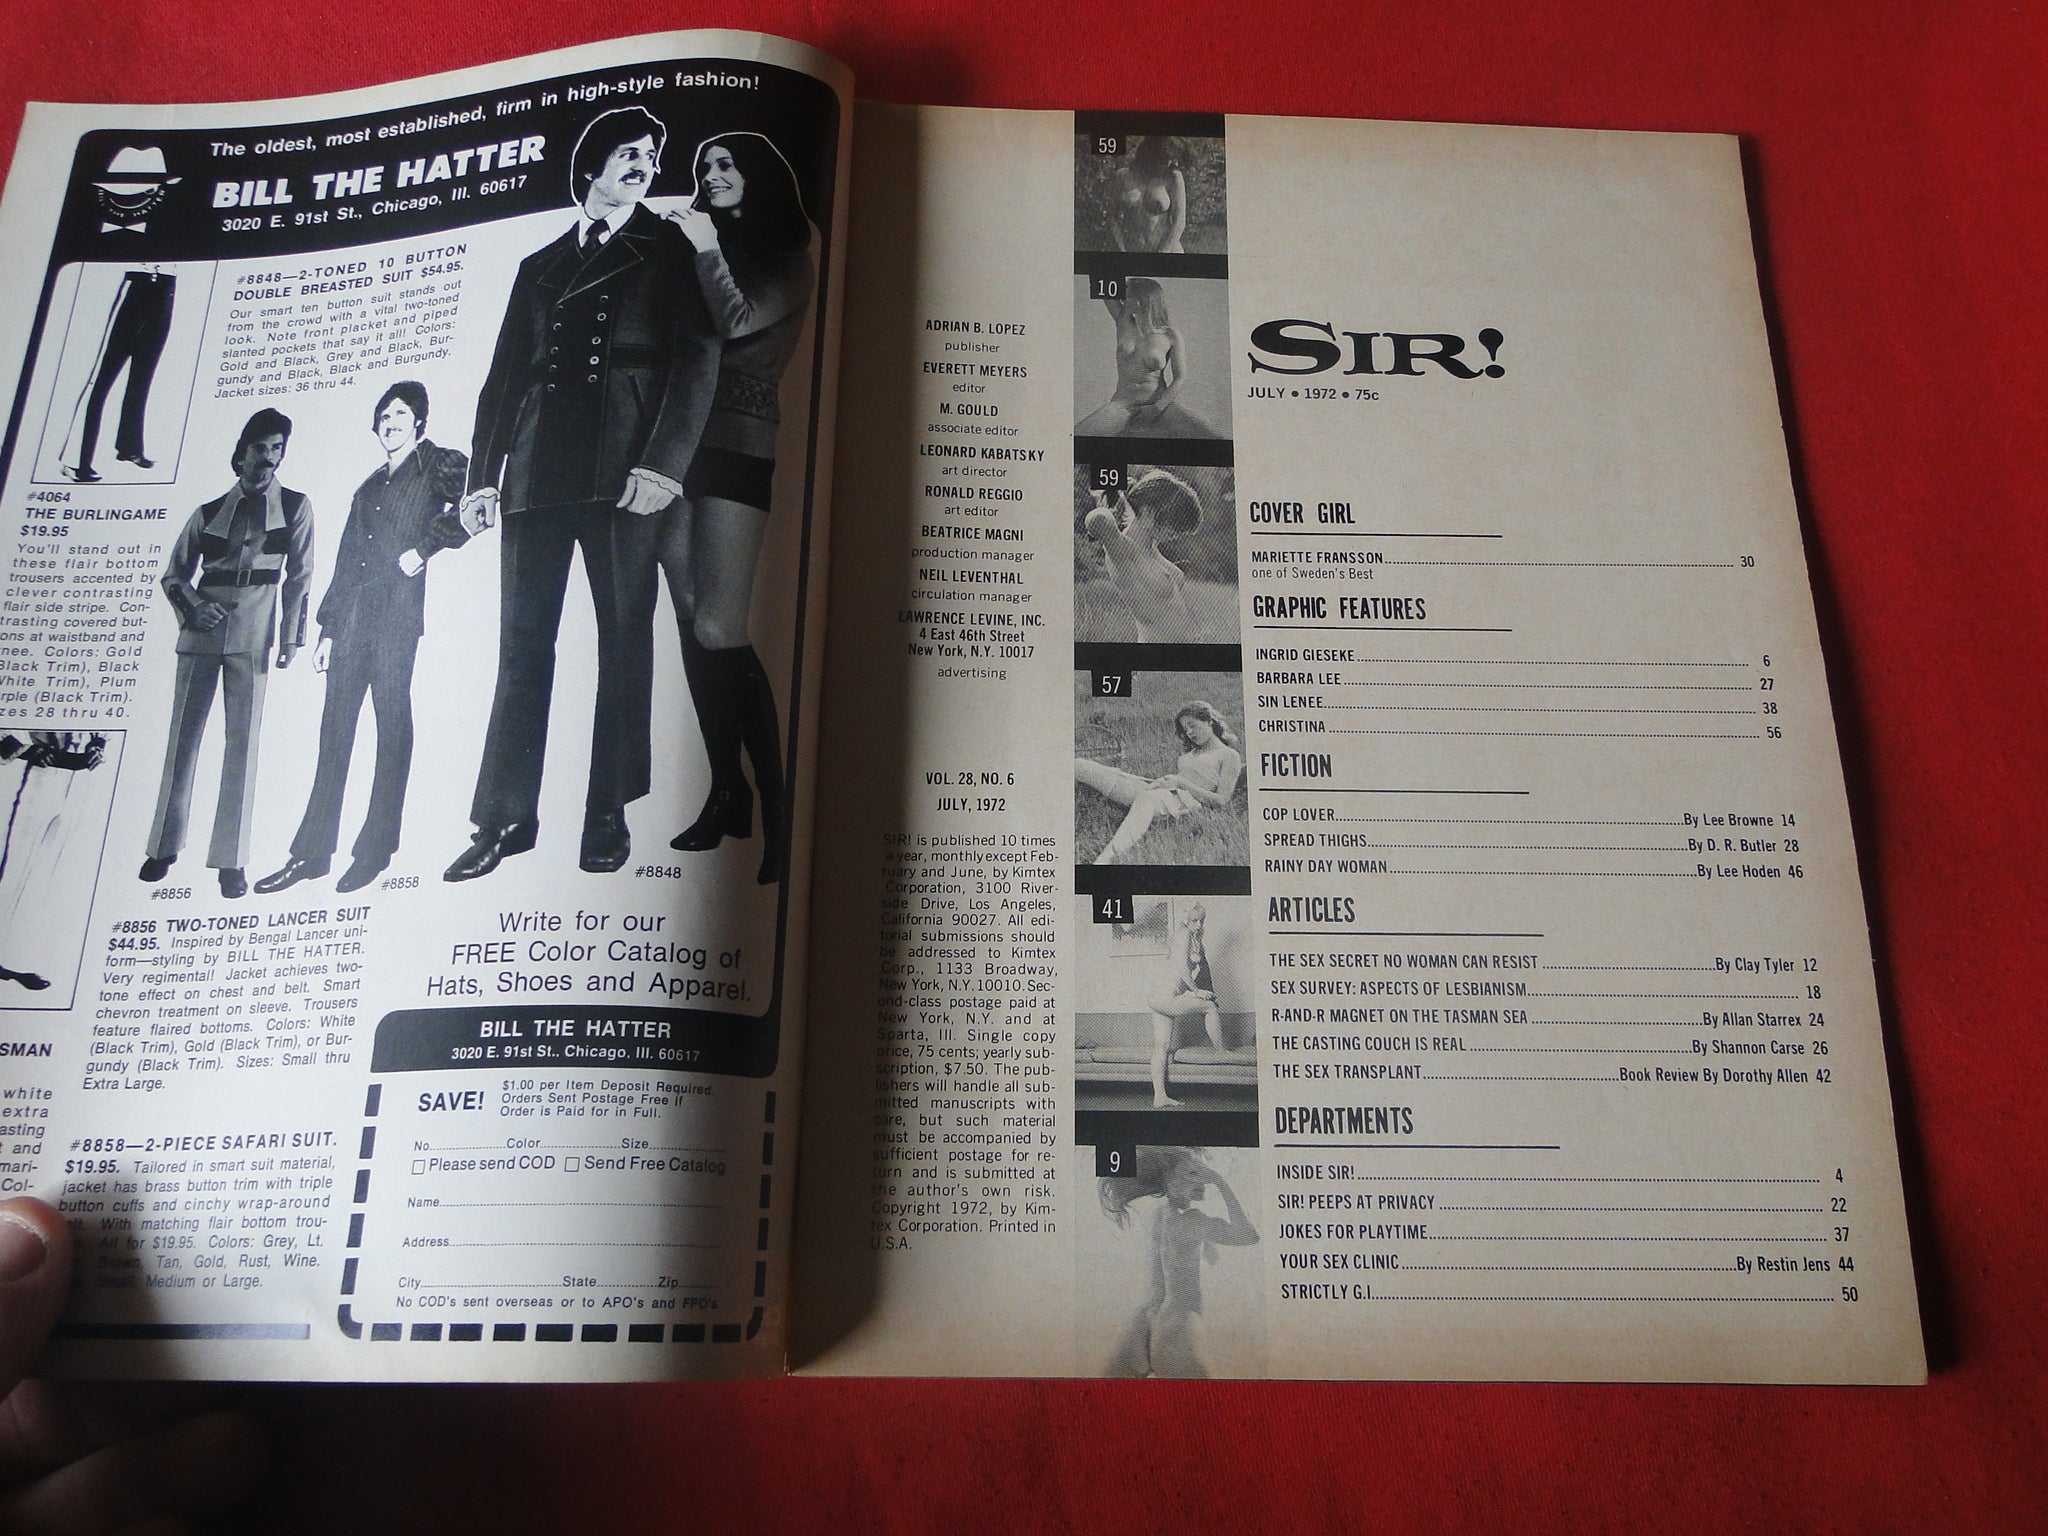 The oldest, most established, firm in high-style fashion!
BILL THE HATTER
3020 E. 91st St., Chicago, Ill. 60617
BILL THE HATTER
#8848—2-TONED 10 BUTTON
DOUBLE BREASTED SUIT $54.95.
Our smart ten button suit stands out
from the crowd with a vital two-toned
look. Note front placket and piped
slanted pockets that say it all! Colors:
Gold and Black, Grey and Black, Bur-
gundy and Black, Black and Burgundy.
Jacket sizes: 36 thru 44.
#4064
THE BURLINGAME
$19.95
You'll stand out in
these flair bottom
trousers accented by
clever contrasting
flair side stripe. Con-
trasting covered but-
ons at waistband and
nee. Colors: Gold
Black Trim), Black
White Trim), Plum
rple (Black Trim).
zes 28 thru 40.
#8856
#8858
#8848
#8856 TWO-TONED LANCER SUIT
$44.95. Inspired by Bengal Lancer uni-
form—styling by BILL THE HATTER.
Very regimental! Jacket achieves two-
tone effect on chest and belt. Smart
chevron treatment on sleeve. Trousers
feature flaired bottoms. Colors: White
(Black Trim), Gold (Black Trim), or Bur-
gundy (Black Trim). Sizes: Small thru
Extra Large.
SMAN
white
extra
asting
t and
mari-
Col-
#8858—2-PIECE SAFARI SUIT.
$19.95. Tailored in smart suit material,
jacket has brass button trim with triple
button cuffs and cinchy wrap-around
elt. With matching flair bottom trou-
All for $19.95. Colors: Grey, Lt.
Brown, Tan, Gold, Rust, Wine.
Small, Medium or Large.
Write for our
FREE Color Catalog of
Hats, Shoes and Apparel.
BILL THE HATTER
3020 E. 91st St., Chicago, Ill. 60617
SAVE! $1.00 per Item Deposit Required.
Orders Sent Postage Free If
Order is Paid for in Full.
No. Color Size
Please send COD Send Free Catalog
Name
Address
City State Zip
No COD's sent overseas or to APO's and FPO's
ADRIAN B. LOPEZ
publisher
EVERETT MEYERS
editor
M. GOULD
associate editor
LEONARD KABATSKY
art director
RONALD REGGIO
art editor
BEATRICE MAGNI
production manager
NEIL LEVENTHAL
circulation manager
LAWRENCE LEVINE, INC.
4 East 46th Street
New York, N.Y. 10017
advertising
VOL. 28, NO. 6
JULY, 1972
SIR! is published 10 times
a year, monthly except Feb-
ruary and June, by Kimtex
Corporation, 3100 River-
side Drive, Los Angeles,
California 90027. All edi-
torial submissions should
be addressed to Kimtex
Corp., 1133 Broadway,
New York, N.Y. 10010. Sec-
ond-class postage paid at
New York, N.Y. and at
Sparta, Ill. Single copy
price, 75 cents; yearly sub-
scription, $7.50. The pub-
lishers will handle all sub-
mitted manuscripts with
care, but such material
must be accompanied by
sufficient postage for re-
turn and is submitted at
the author's own risk.
Copyright 1972, by Kim-
tex Corporation. Printed in
U.S.A.
59
10
59
57
41
9
SIR!
JULY • 1972 • 75c
COVER GIRL
MARIETTE FRANSSON 30
one of Sweden's Best
GRAPHIC FEATURES
INGRID GIESEKE 6
BARBARA LEE 27
SIN LENEE 38
CHRISTINA 56
FICTION
COP LOVER By Lee Browne 14
SPREAD THIGHS By D. R. Butler 28
RAINY DAY WOMAN By Lee Hoden 46
ARTICLES
THE SEX SECRET NO WOMAN CAN RESIST By Clay Tyler 12
SEX SURVEY: ASPECTS OF LESBIANISM 18
R-AND-R MAGNET ON THE TASMAN SEA By Allan Starrex 24
THE CASTING COUCH IS REAL By Shannon Carse 26
THE SEX TRANSPLANT Book Review By Dorothy Allen 42
DEPARTMENTS
INSIDE SIR! 4
SIR! PEEPS AT PRIVACY 22
JOKES FOR PLAYTIME 37
YOUR SEX CLINIC By Restin Jens 44
STRICTLY G.I. 50